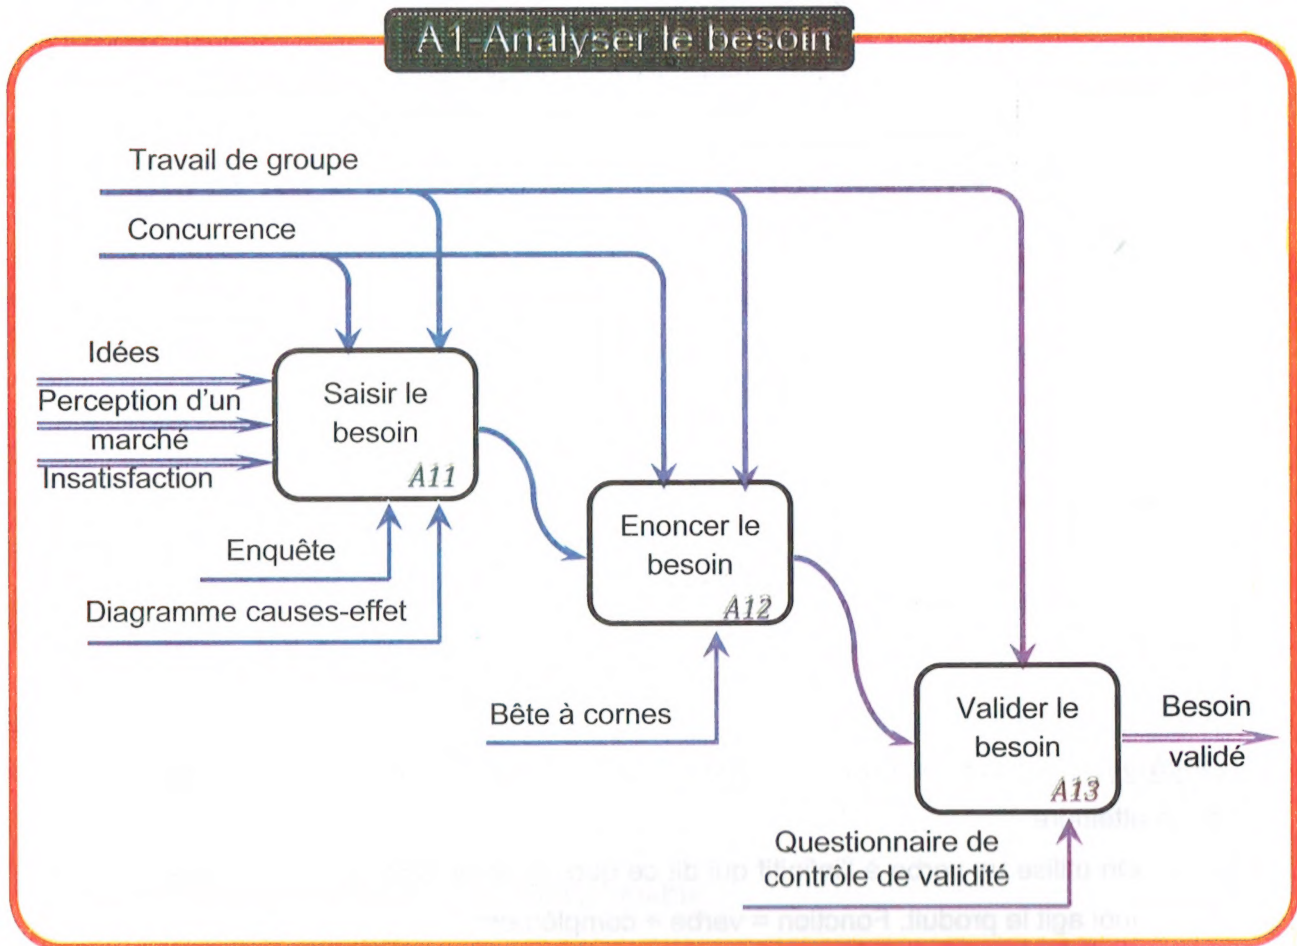 A1-Analyser le besoin
Travail de groupe
Concurrence
Idées
Perception d'un
marché
Insatisfaction
Saisir le
besoin
A11
Enquête
Diagramme causes-effet
Enoncer le
besoin
A12
Bête à cornes
Valider le
besoin
A13
Besoin
validé
Questionnaire de
contrôle de validité